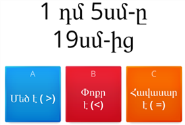 1 դմ 5սմ-ը
19սմ-ից
A
Մեծ է ( >)
B
Փոքր
է (<)
C
Հավասար
է ( =)